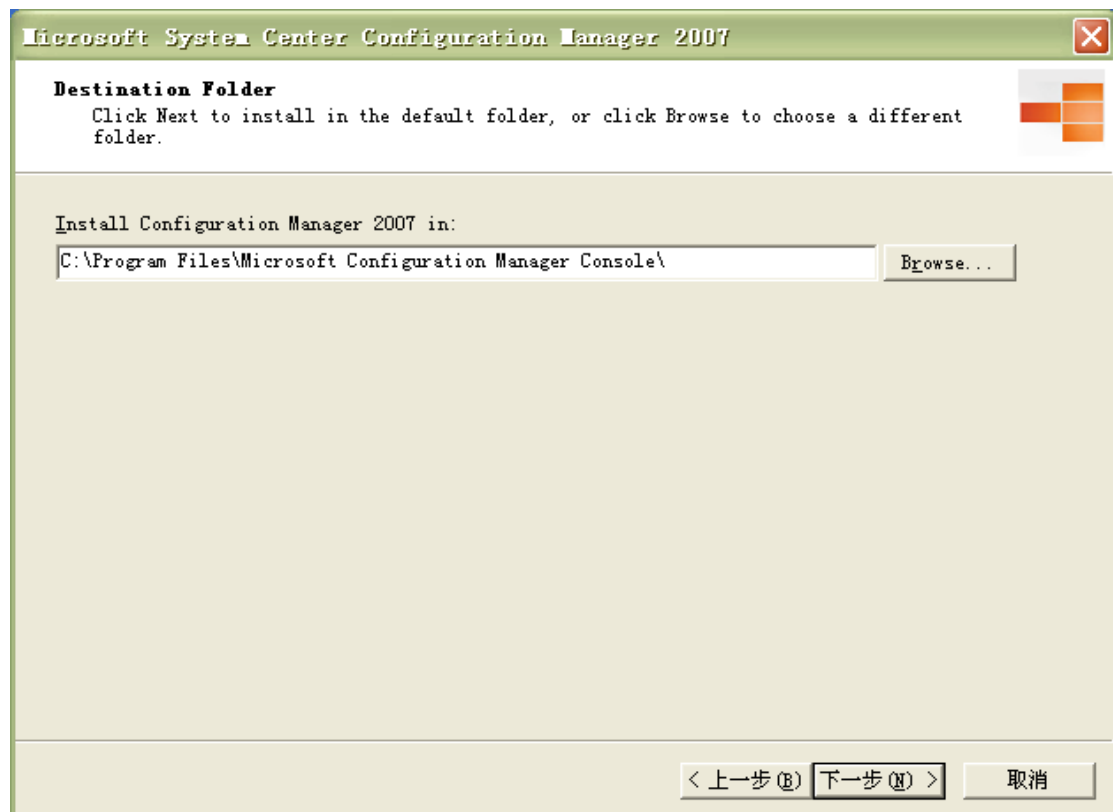 Microsoft System Center Configuration Manager 2007
Destination Folder
Click Next to install in the default folder, or click Browse to choose a different
folder.
Install Configuration Manager 2007 in:
C:\Program Files\Microsoft Configuration Manager Console\
Browse...
< 上一步(B) 下一步(N) > 取消